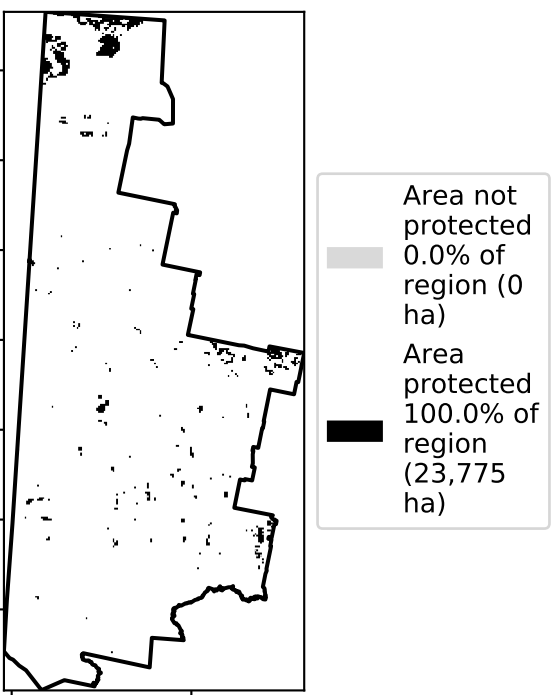 Area not
protected
0.0% of
region (0
ha)
Area
protected
100.0% of
region
(23,775
ha)